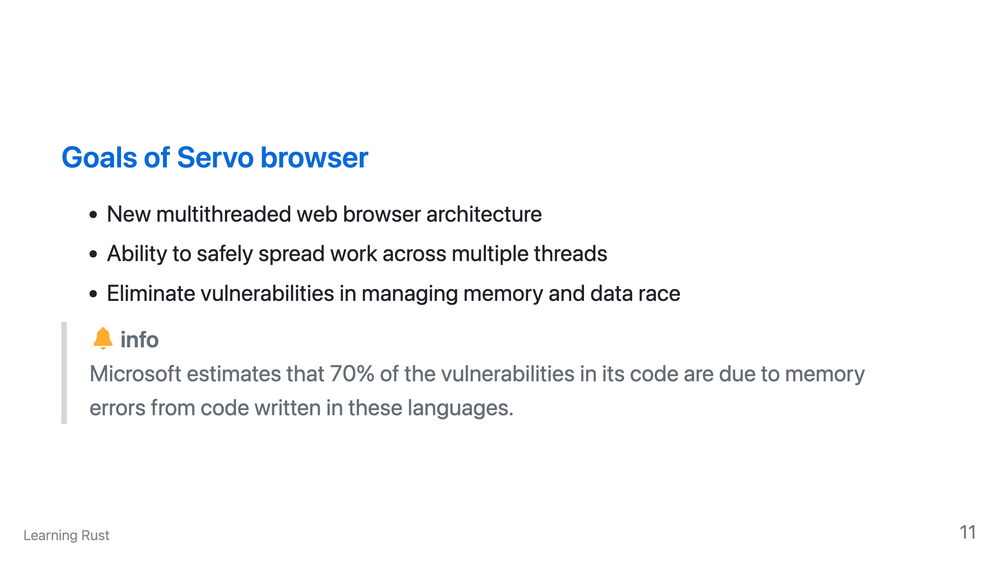 Goals of Servo browser
• New multithreaded web browser architecture
• Ability to safely spread work across multiple threads
• Eliminate vulnerabilities in managing memory and data race
🔔 info
Microsoft estimates that 70% of the vulnerabilities in its code are due to memory
errors from code written in these languages.
Learning Rust
11